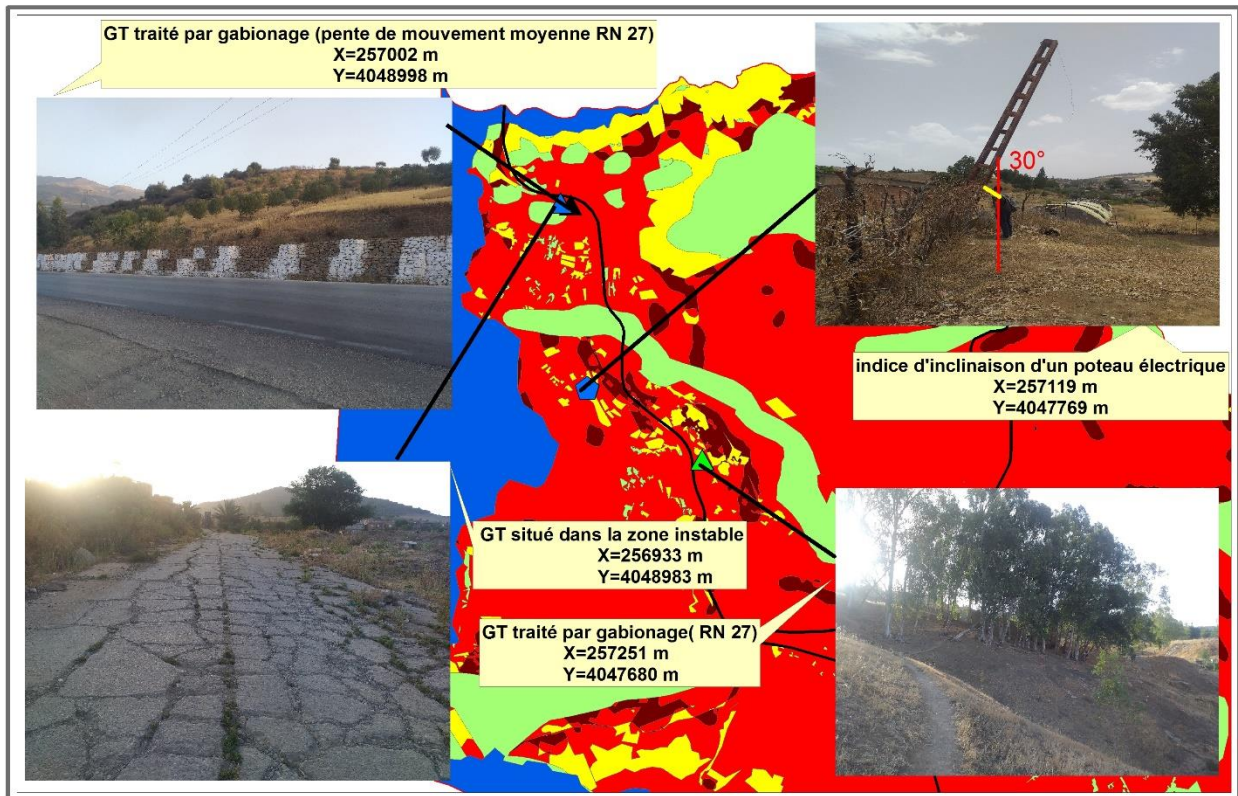 GT traité par gabionage (pente de mouvement moyenne RN 27)
X=257002 m
Y=4048998 m
30°
indice d'inclinaison d'un poteau électrique
X=257119 m
Y=4047769 m
GT situé dans la zone instable
X=256933 m
Y=4048983 m
GT traité par gabionage( RN 27)
X=257251 m
Y=4047680 m